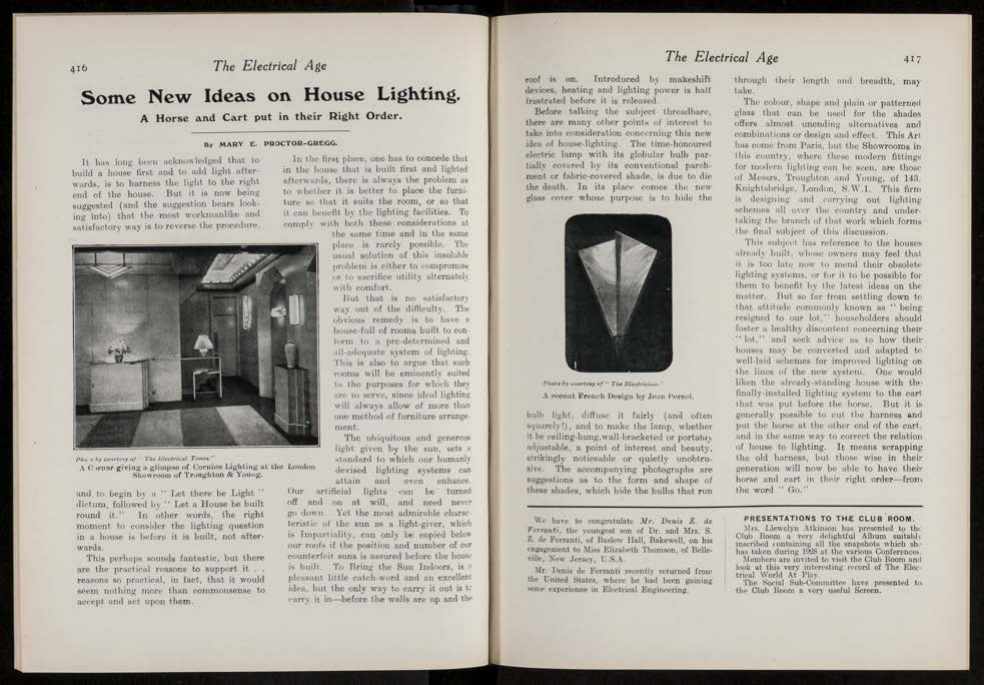 416
The Electrical Age
Some New Ideas on House Lighting.
A Horse and Cart put in their Right Order.
By MARY E. PROCTOR-GREGG.
It has long been acknowledged that to
build a house first and to add light after-
wards, is to harness the light to the right
end of the house. But it is now being
suggested (and the suggestion bears look-
ing into) that the most workmanlike and
satisfactory way is to reverse the procedure,
Photo by courtesy of "The Electrical Times."
A Corner giving a glimpse of Cornice Lighting at the London
Showroom of Troughton & Young.
and to begin by a " Let there be Light "
dictum, followed by " Let a House be built
round it." In other words, the right
moment to consider the lighting question
in a house is before it is built, not after-
wards.
This perhaps sounds fantastic, but there
are the practical reasons to support it . .
reasons so practical, in fact, that it would
seem nothing more than commonsense to
accept and act upon them.
In the first place, one has to concede that
in the house that is built first and lighted
afterwards, there is always the problem as
to whether it is better to place the furni-
ture so that it suits the room, or so that
it can benefit by the lighting facilities. To
comply with both these considerations at
the same time and in the same
place is rarely possible. The
usual solution of this insoluble
problem is either to compromise
or to sacrifice utility alternately
with comfort.
But that is no satisfactory
way out of the difficulty. The
obvious remedy is to have a
house-full of rooms built to con-
form to a pre-determined and
all-adequate system of lighting.
This is also to argue that such
rooms will be eminently suited
to the purposes for which they
are to serve, since ideal lighting
will always allow of more than
one method of furniture arrange-
ment.
The ubiquitous and generous
light given by the sun, sets a
standard to which our humanly
devised lighting systems can
attain and even enhance.
Our artificial lights can be turned
off and on at will, and need never
go down. Yet the most admirable charac-
teristic of the sun as a light-giver, which
is Impartiality, can only be copied below
our roofs if the position and number of our
counterfeit suns is assured before the house
is built. To Bring the Sun Indoors, is a
pleasant little catch-word and an excellent
idea, but the only way to carry it out is to
carry it in—before the walls are up and the
The Electrical Age
417
roof is on. Introduced by makeshift
devices, heating and lighting power is half
frustrated before it is released.
Before talking the subject threadbare,
there are many other points of interest to
take into consideration concerning this new
idea of house-lighting. The time-honoured
electric lamp with its globular bulb par-
tially covered by its conventional parch-
ment or fabric-covered shade, is due to die
the death. In its place comes the new
glass cover whose purpose is to hide the
Photo by courtesy of " The Electrician."
A recent French Design by Jean Perzel.
bulb light, diffuse it fairly (and often
squarely!), and to make the lamp, whether
it be ceiling-hung, wall-bracketed or portably
adjustable, a point of interest and beauty,
strikingly noticeable or quietly unobtru-
sive. The accompanying photographs are
suggestions as to the form and shape of
these shades, which hide the bulbs that run
through their length and breadth, may
take.
The colour, shape and plain or patterned
glass that can be used for the shades
offers almost unending alternatives and
combinations or design and effect. This Art
has come from Paris, but the Showrooms in
this country, where these modern fittings
for modern lighting can be seen, are those
of Messrs. Troughton and Young, of 143,
Knightsbridge, London, S.W.1. This firm
is designing and carrying out lighting
schemes all over the country and under-
taking the branch of that work which forms
the final subject of this discussion.
This subject has reference to the houses
already built, whose owners may feel that
it is too late now to mend their obsolete
lighting systems, or for it to be possible for
them to benefit by the latest ideas on the
matter. But so far from settling down to
that attitude commonly known as " being
resigned to our lot," householders should
foster a healthy discontent concerning their
" lot," and seek advice as to how their
houses may be converted and adapted to
well-laid schemes for improved lighting on
the lines of the new system. One would
liken the already-standing house with the
finally-installed lighting system to the cart
that was put before the horse. But it is
generally possible to cut the harness and
put the horse at the other end of the cart,
and in the same way to correct the relation
of house to lighting. It means scrapping
the old harness, but those wise in their
generation will now be able to have their
horse and cart in their right order—from
the word " Go."
We have to congratulate Mr. Denis Z. de
Ferranti, the youngest son of Dr. and Mrs. S.
Z. de Ferranti, of Baslow Hall, Bakewell, on his
engagement to Miss Elizabeth Thomson, of Belle-
ville, New Jersey, U.S.A.
Mr. Denis de Ferranti recently returned from
the United States, where he had been gaining
some experience in Electrical Engineering.
PRESENTATIONS TO THE CLUB ROOM.
Mrs. Llewelyn Atkinson has presented to the
Club Room a very delightful Album suitably
inscribed containing all the snapshots which she
has taken during 1928 at the various Conferences.
Members are invited to visit the Club Room and
look at this very interesting record of The Elec-
trical World At Play.
The Social Sub-Committee have presented to
the Club Room a very useful Screen.